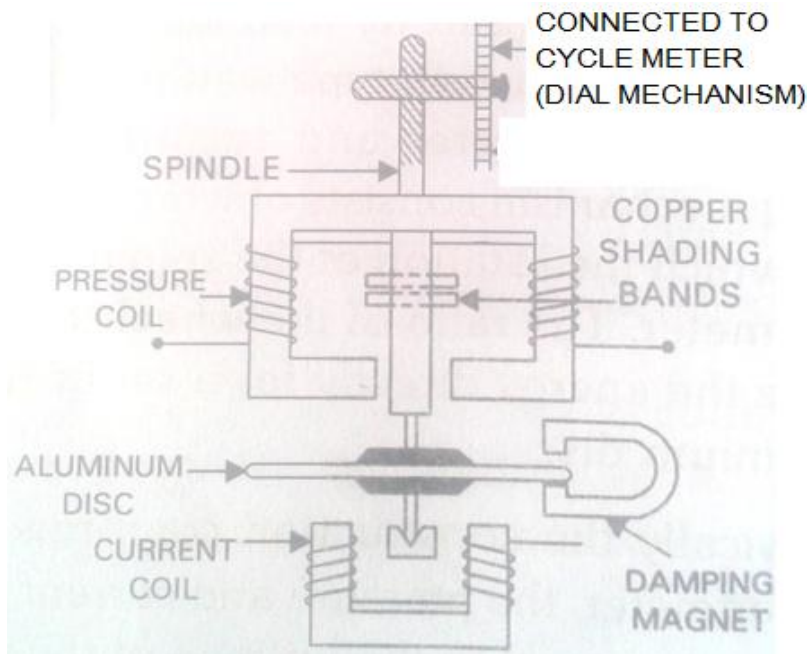 CONNECTED TO
CYCLE METER
(DIAL MECHANISM)
SPINDLE
COPPER
SHADING
BANDS
PRESSURE
COIL
ALUMINUM
DISC
CURRENT
COIL
DAMPING
MAGNET